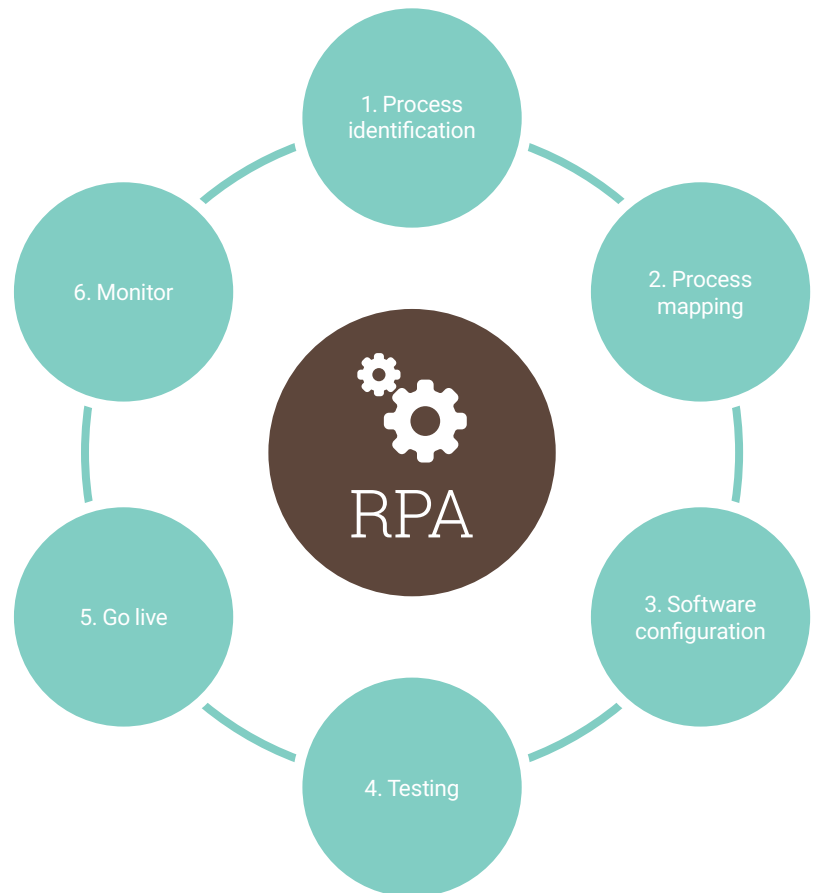 1. Process
identification
2. Process
mapping
3. Software
configuration
4. Testing
5. Go live
6. Monitor
RPA